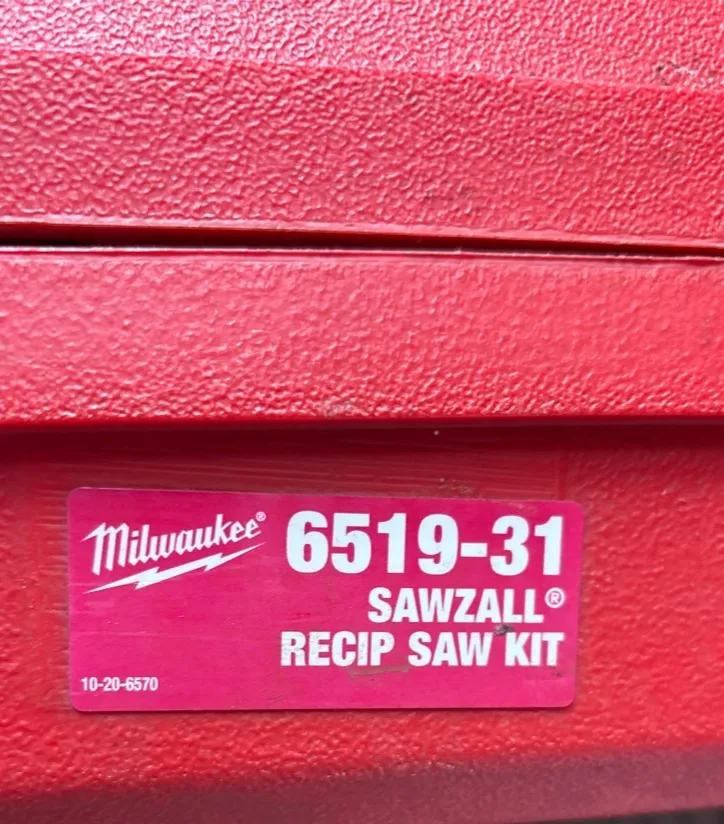 Milwaukee®
6519-31
SAWZALL®
RECIP SAW KIT
10-20-6570